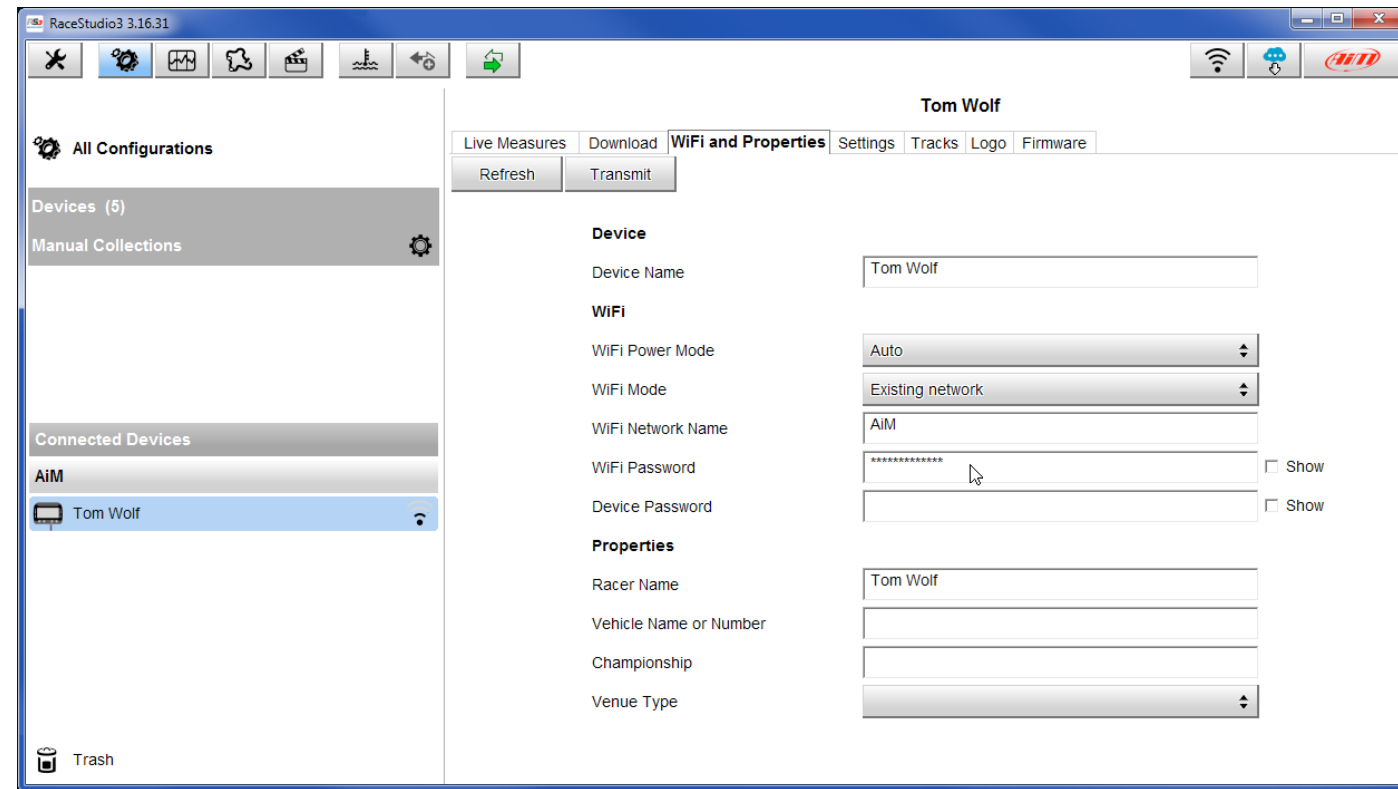 RaceStudio3 3.16.31
AiM
Tom Wolf
All Configurations
Live Measures Download WiFi and Properties Settings Tracks Logo Firmware
Refresh Transmit
Devices (5)
Manual Collections
Device
Device Name Tom Wolf
WiFi
WiFi Power Mode Auto
WiFi Mode Existing network
WiFi Network Name AiM
Connected Devices
WiFi Password ************* Show
AiM
Device Password Show
Tom Wolf
Properties
Racer Name Tom Wolf
Vehicle Name or Number
Championship
Venue Type
Trash